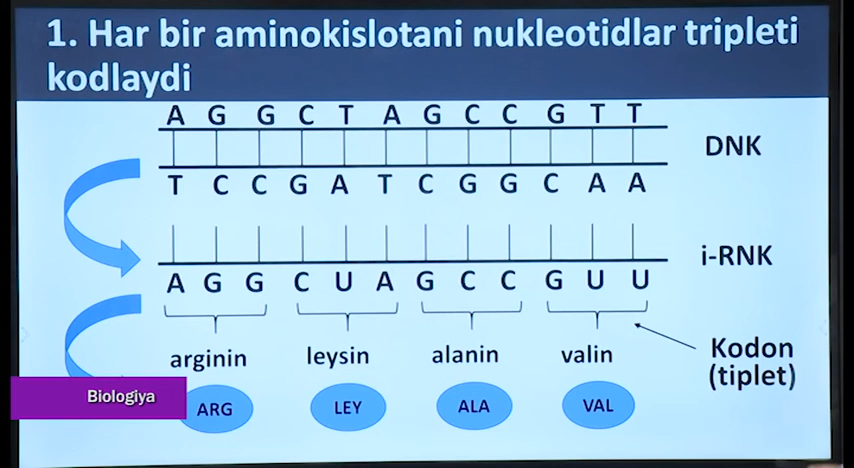 1. Har bir aminokislotani nukleotidlar tripleti
kodlaydi
A G G C T A G C C G T T
DNK
T C C G A T C G G C A A
i-RNK
A G G C U A G C C G U U
arginin leysin alanin valin
Kodon
(tiplet)
Biologiya
ARG LEY ALA VAL